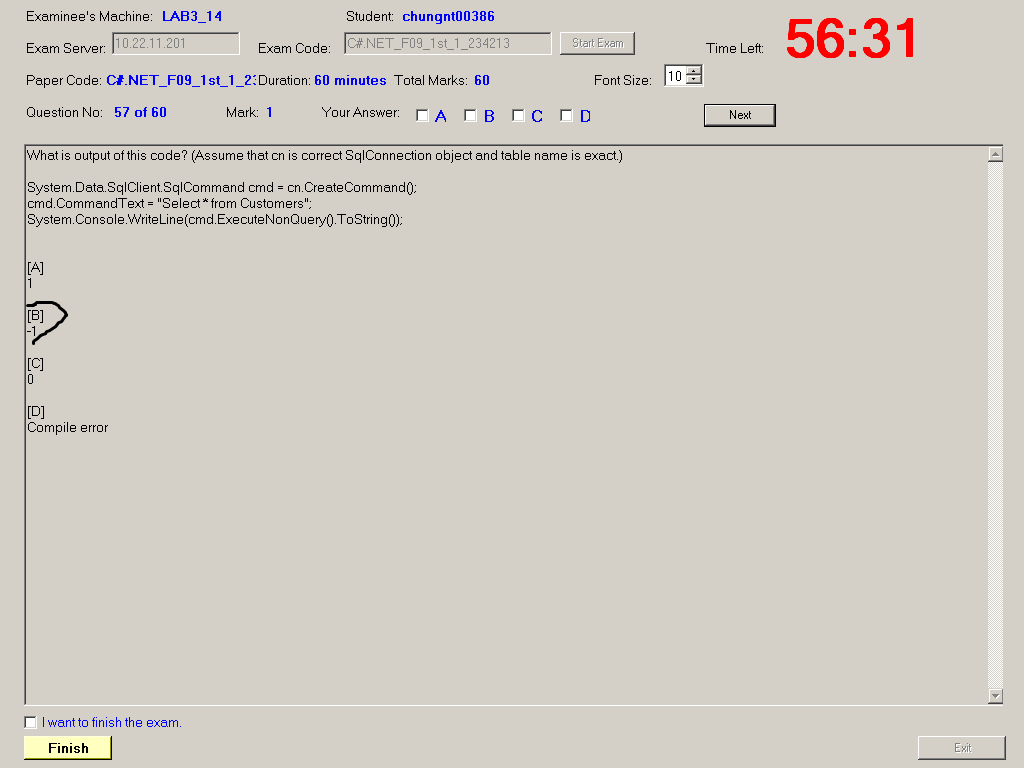 Examinee's Machine: LAB3_14 Student: chungnt00386
Exam Server: 10.22.11.201 Exam Code: C#.NET_F09_1st_1_234213 Start Exam Time Left: 56:31
Paper Code: C#.NET_F09_1st_1_23 Duration: 60 minutes Total Marks: 60 Font Size: 10
Question No: 57 of 60 Mark: 1 Your Answer: A B C D Next
What is output of this code? (Assume that cn is correct SqlConnection object and table name is exact.)
System.Data.SqlClient.SqlCommand cmd = cn.CreateCommand();
cmd.CommandText = "Select * from Customers";
System.Console.WriteLine(cmd.ExecuteNonQuery().ToString());
[A]
1
[B]
-1
[C]
0
[D]
Compile error
I want to finish the exam.
Finish Exit